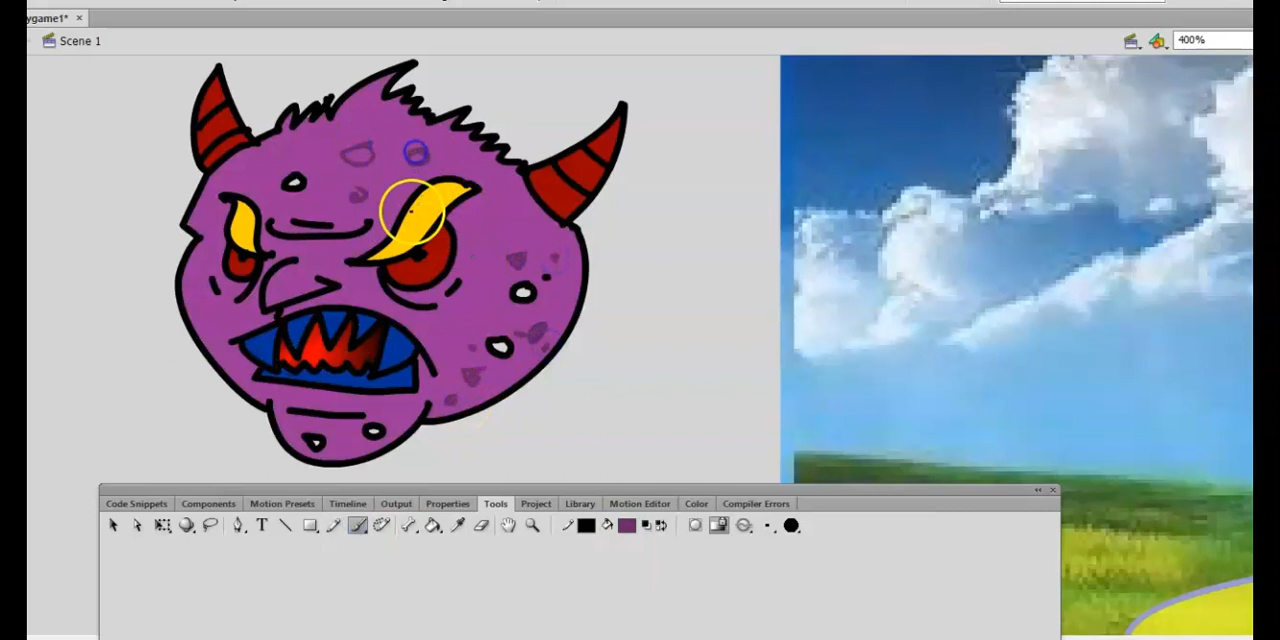 ygame1*
Scene 1
400%
Code Snippets Components Motion Presets Timeline Output Properties Tools Project Library Motion Editor Color Compiler Errors
T